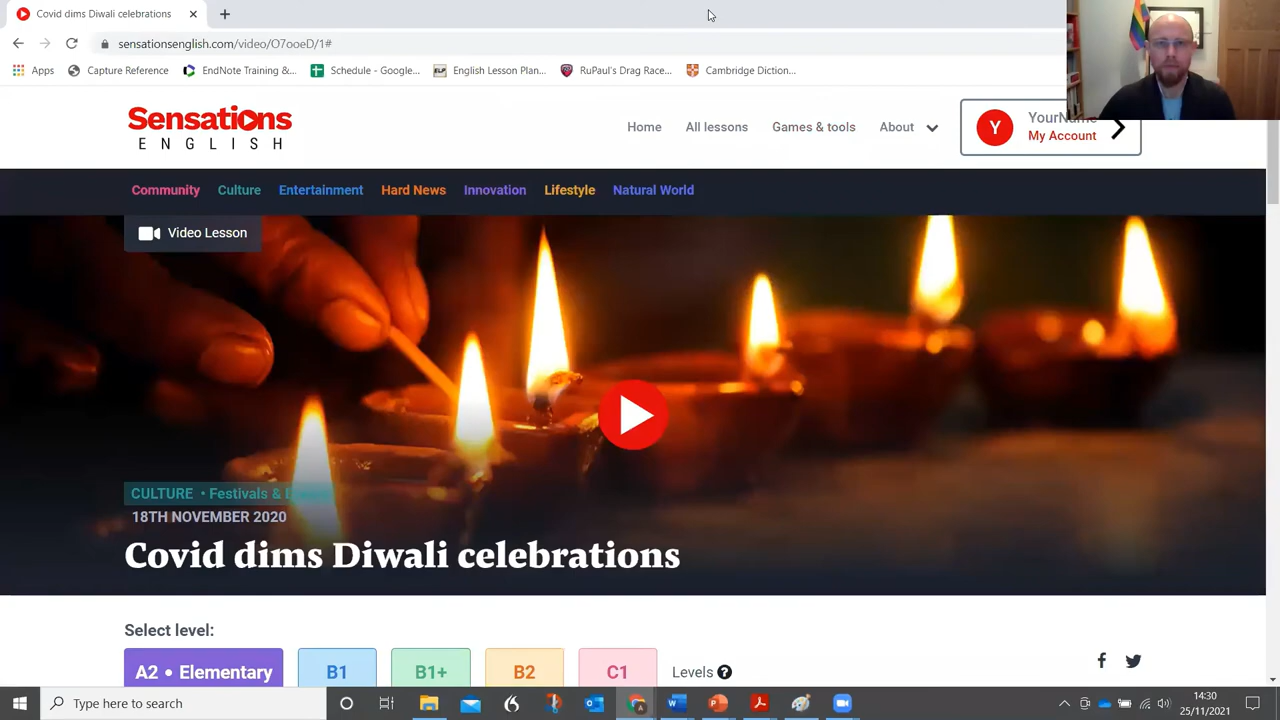 Covid dims Diwali celebrations
sensationsenglish.com/video/O7ooeD/1#
Apps Capture Reference EndNote Training &... Schedule - Google... English Lesson Plan... RuPaul's Drag Race... Cambridge Diction...
Sensations
ENGLISH
Home All lessons Games & tools About
Y
YourName
My Account
Community Culture Entertainment Hard News Innovation Lifestyle Natural World
Video Lesson
CULTURE • Festivals &
18TH NOVEMBER 2020
Covid dims Diwali celebrations
Select level:
A2 • Elementary B1 B1+ B2 C1 Levels ?
Type here to search
14:30
25/11/2021